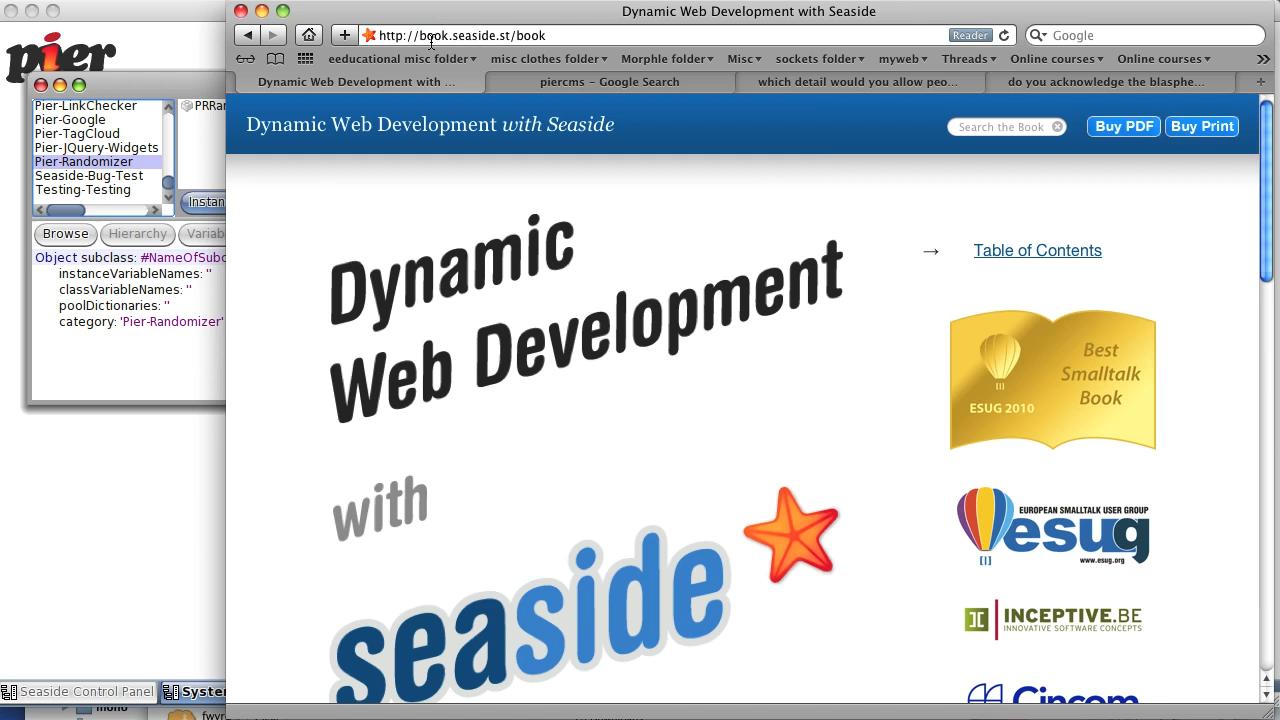 Dynamic Web Development with Seaside
http://book.seaside.st/book
Reader
Google
eeducational misc folder
misc clothes folder
Morphle folder
Misc
sockets folder
myweb
Threads
Online courses
Online courses
Dynamic Web Development with ...
piercms – Google Search
which detail would you allow peo...
do you acknowledge the blasphe...
pier
Pier-LinkChecker
Pier-Google
Pier-TagCloud
Pier-JQuery-Widgets
Pier-Randomizer
Seaside-Bug-Test
Testing-Testing
PRRan
Instan
Browse
Hierarchy
Variab
Object subclass: #NameOfSubc
instanceVariableNames: ''
classVariableNames: ''
poolDictionaries: ''
category: 'Pier-Randomizer'
Dynamic Web Development with Seaside
Search the Book
Buy PDF
Buy Print
Dynamic
Web Development
with
seaside
→ Table of Contents
Best
Smalltalk
Book
ESUG 2010
EUROPEAN SMALLTALK USER GROUP
esug
www.esug.org
INCEPTIVE.BE
INNOVATIVE SOFTWARE CONCEPTS
Cincom
Seaside Control Panel
System
mono